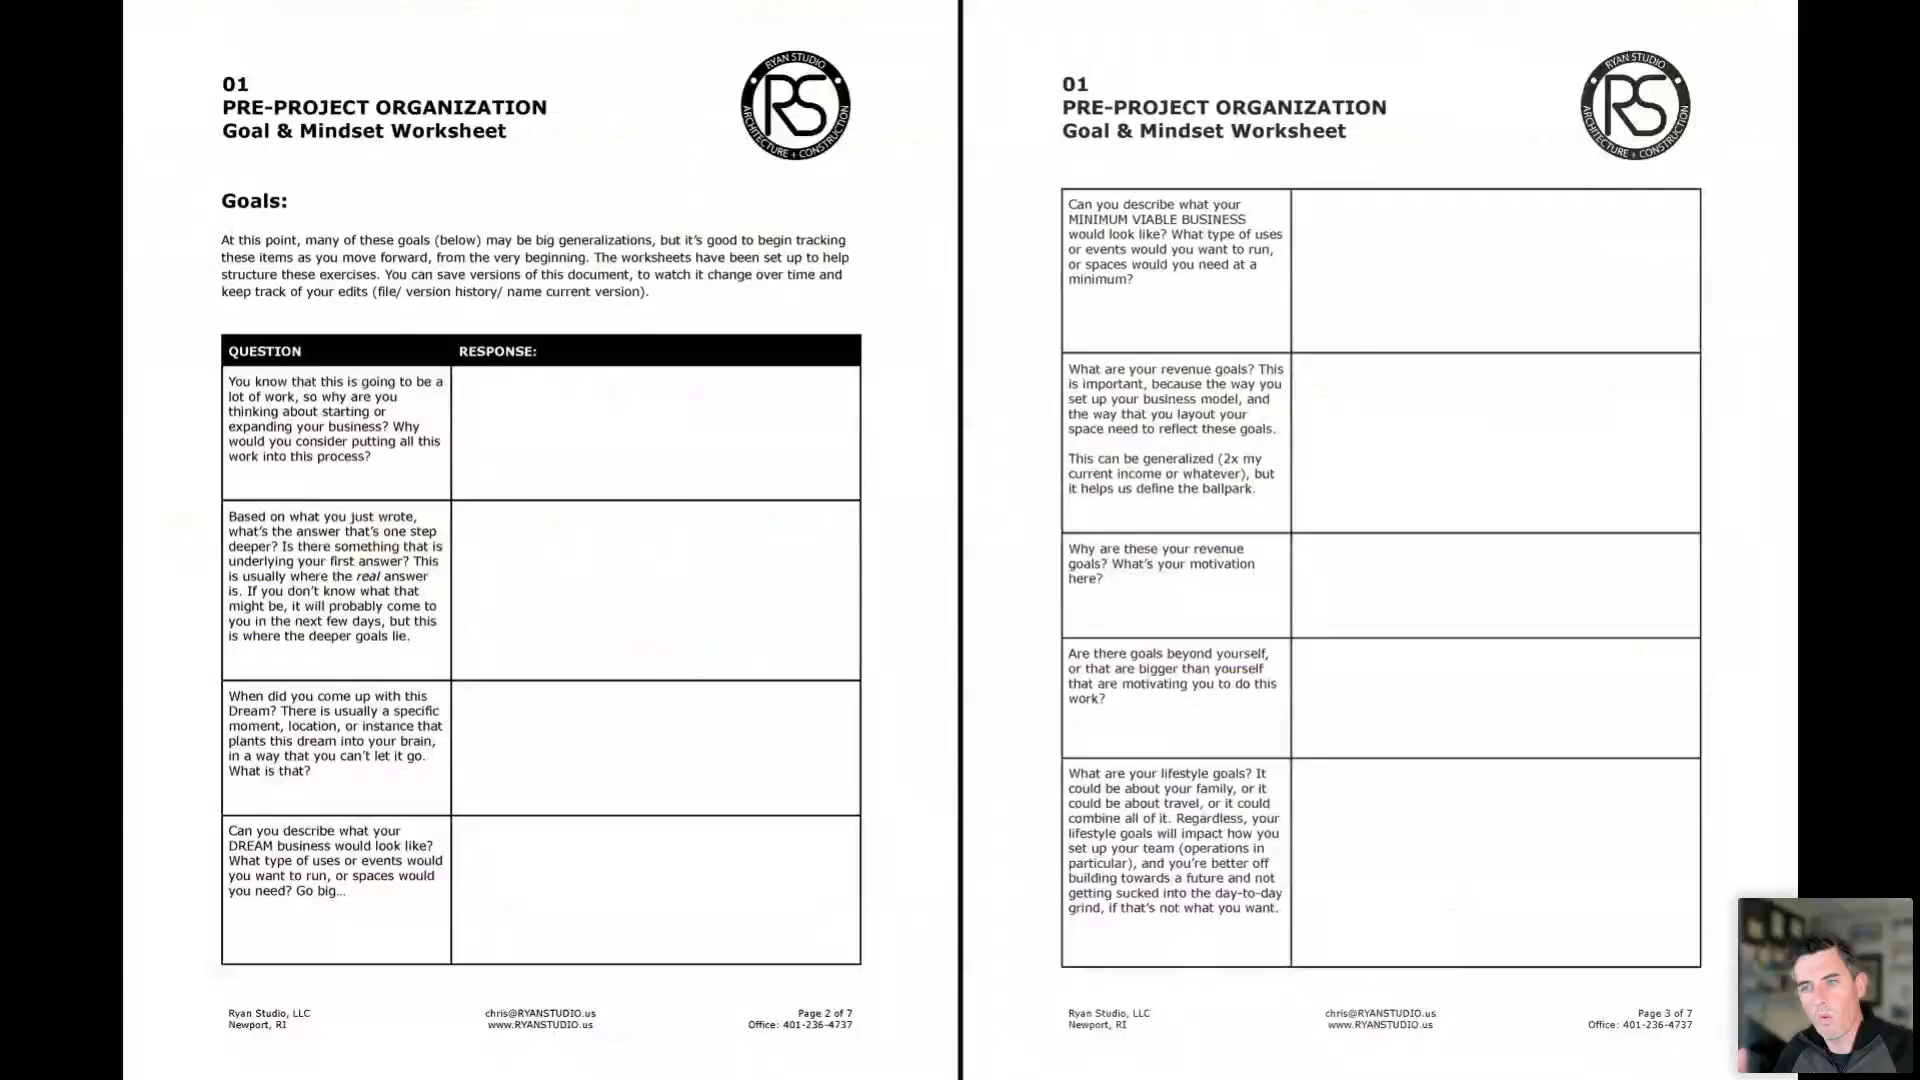 01
PRE-PROJECT ORGANIZATION
Goal & Mindset Worksheet
RYAN STUDIO
RS
ARCHITECTURE + CONSTRUCTION
Goals:
At this point, many of these goals (below) may be big generalizations, but it's good to begin tracking
these items as you move forward, from the very beginning. The worksheets have been set up to help
structure these exercises. You can save versions of this document, to watch it change over time and
keep track of your edits (file/ version history/ name current version).
QUESTION
RESPONSE:
You know that this is going to be a
lot of work, so why are you
thinking about starting or
expanding your business? Why
would you consider putting all this
work into this process?
Based on what you just wrote,
what's the answer that's one step
deeper? Is there something that is
underlying your first answer? This
is usually where the real answer
is. If you don't know what that
might be, it will probably come to
you in the next few days, but this
is where the deeper goals lie.
When did you come up with this
Dream? There is usually a specific
moment, location, or instance that
plants this dream into your brain,
in a way that you can't let it go.
What is that?
Can you describe what your
DREAM business would look like?
What type of uses or events would
you want to run, or spaces would
you need? Go big...
Ryan Studio, LLC
Newport, RI
chris@RYANSTUDIO.us
www.RYANSTUDIO.us
Page 2 of 7
Office: 401-236-4737
01
PRE-PROJECT ORGANIZATION
Goal & Mindset Worksheet
RYAN STUDIO
RS
ARCHITECTURE + CONSTRUCTION
Can you describe what your
MINIMUM VIABLE BUSINESS
would look like? What type of uses
or events would you want to run,
or spaces would you need at a
minimum?
What are your revenue goals? This
is important, because the way you
set up your business model, and
the way that you layout your
space need to reflect these goals.
This can be generalized (2x my
current income or whatever), but
it helps us define the ballpark.
Why are these your revenue
goals? What's your motivation
here?
Are there goals beyond yourself,
or that are bigger than yourself
that are motivating you to do this
work?
What are your lifestyle goals? It
could be about your family, or it
could be about travel, or it could
combine all of it. Regardless, your
lifestyle goals will impact how you
set up your team (operations in
particular), and you're better off
building towards a future and not
getting sucked into the day-to-day
grind, if that's not what you want.
Ryan Studio, LLC
Newport, RI
chris@RYANSTUDIO.us
www.RYANSTUDIO.us
Page 3 of 7
Office: 401-236-4737